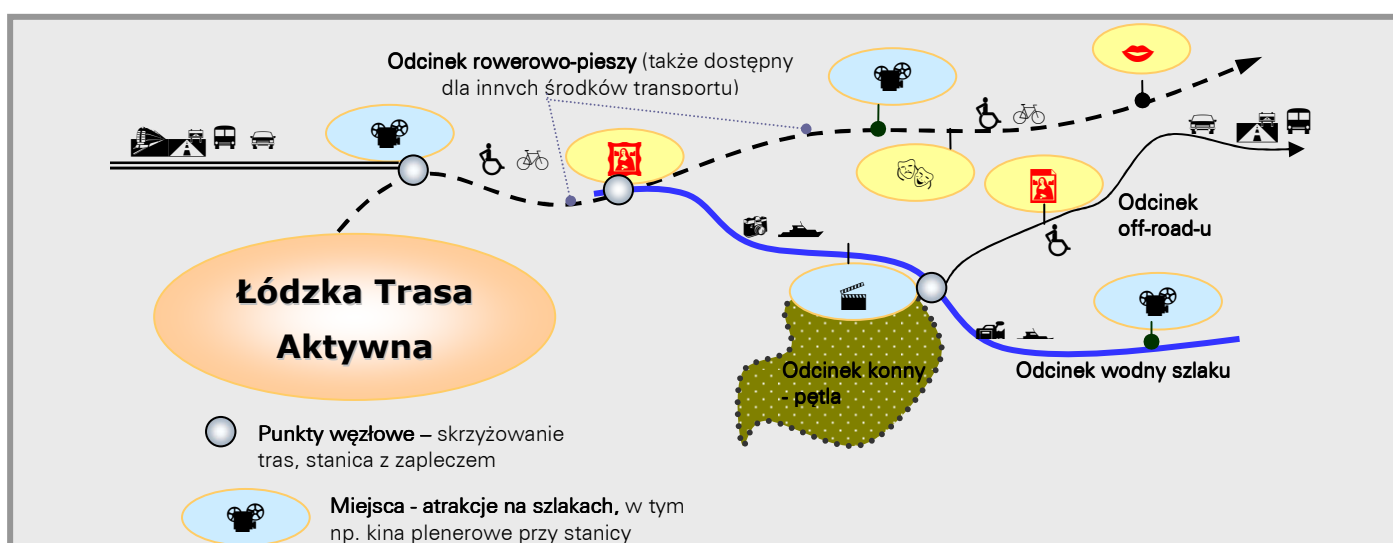 Odcinek rowerowo-pieszy (także dostępny
dla innych środków transportu)
Odcinek
off-road-u
Łódzka Trasa
Aktywna
Odcinek konny
- pętla
Odcinek wodny szlaku
Punkty węzłowe – skrzyżowanie
tras, stanica z zapleczem
Miejsca - atrakcje na szlakach, w tym
np. kina plenerowe przy stanicy